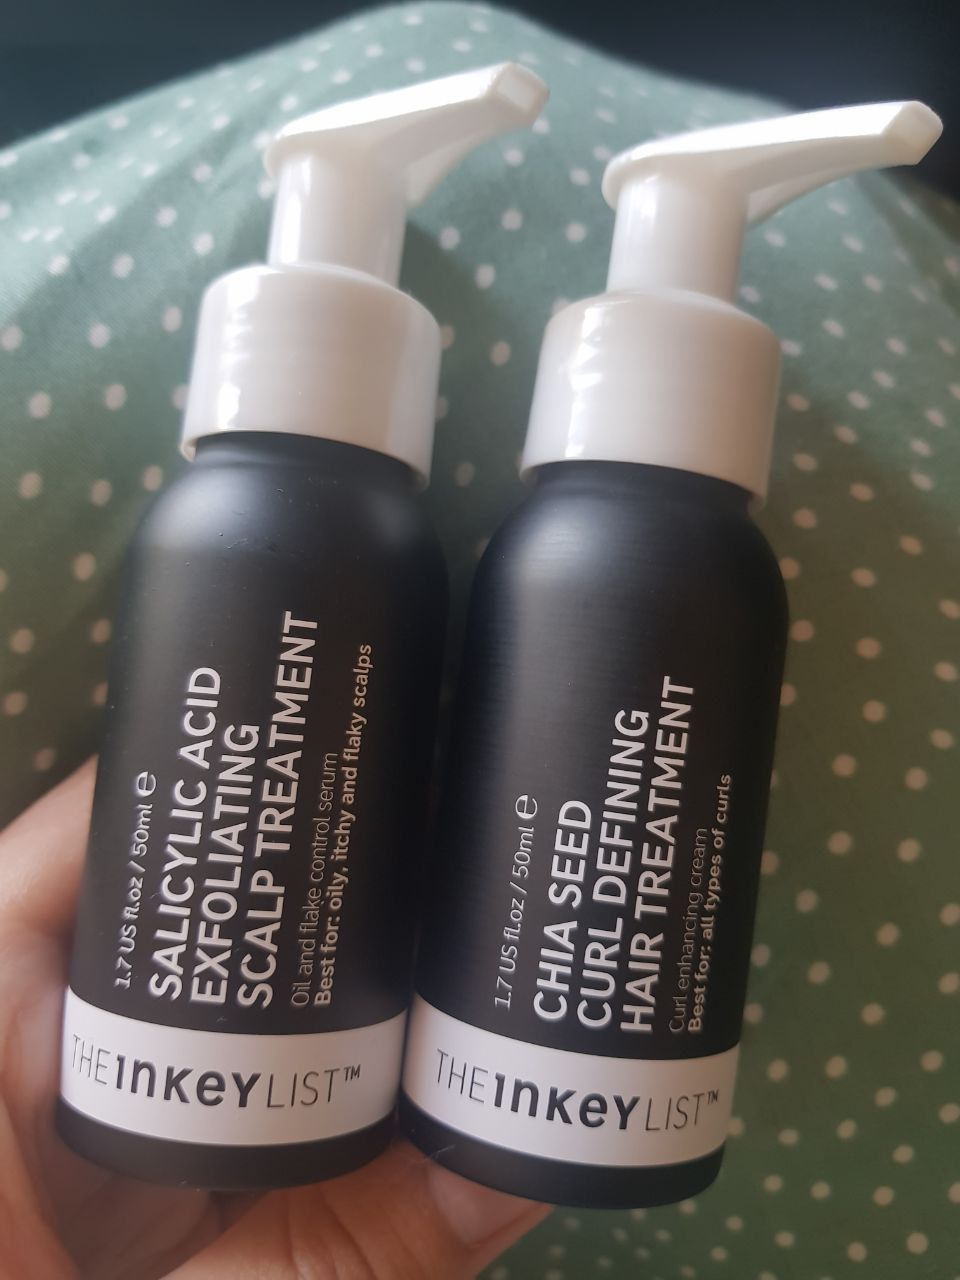 1.7 US fl.oz / 50ml e
SALICYLIC ACID
EXFOLIATING
SCALP TREATMENT
Oil and flake control serum
Best for: oily, itchy and flaky scalps
THE INKEY LIST™
1.7 US fl.oz / 50ml e
CHIA SEED
CURL DEFINING
HAIR TREATMENT
Curl enhancing cream
Best for: all types of curls
THE INKEY LIST™